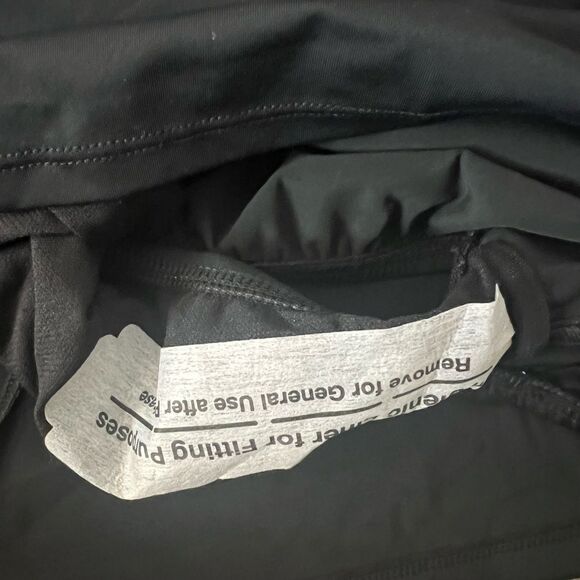 for Fitting Purposes
Remove for General Use after